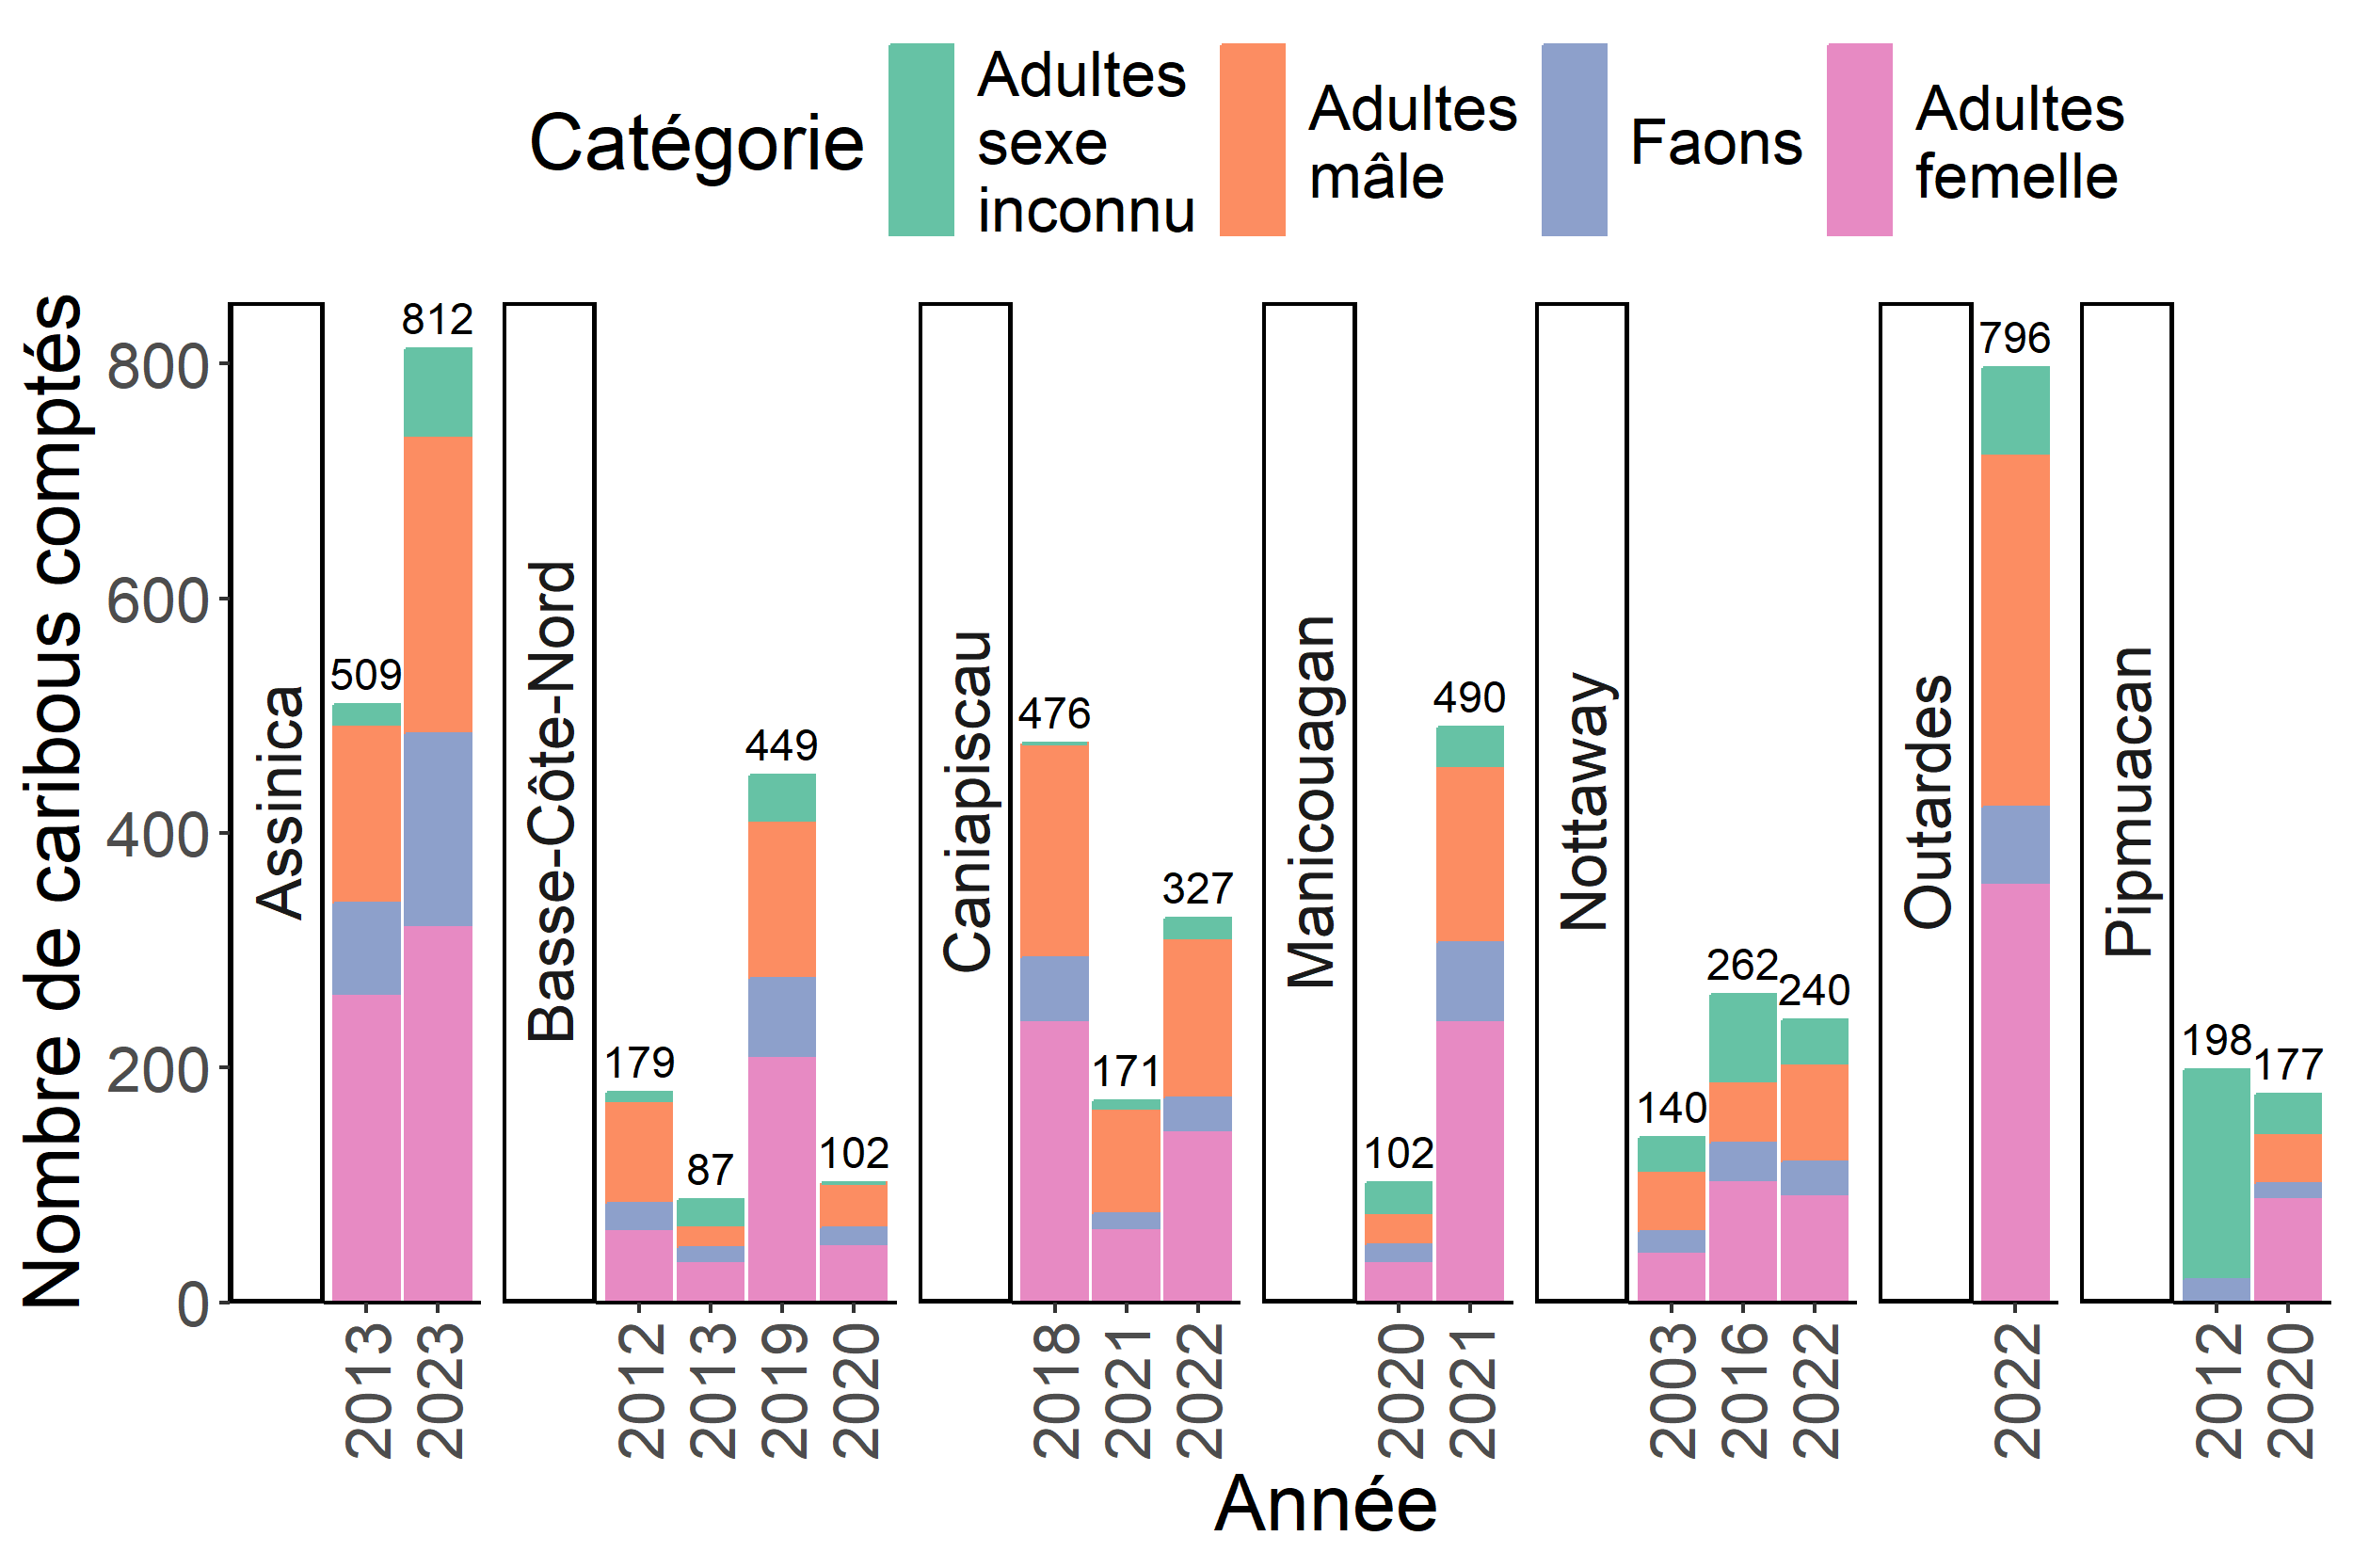 Catégorie
Adultes
sexe
inconnu
Adultes
mâle
Faons
Adultes
femelle
Nombre de caribous comptés
800
600
400
200
0
Assinica
509
812
2013
2023
Basse-Côte-Nord
179
87
449
102
2012
2013
2019
2020
Caniapiscau
476
171
327
2018
2021
2022
Manicouagan
102
490
2020
2021
Nottaway
140
262
240
2003
2016
2022
Outardes
796
2022
Pipmuacan
198
177
2012
2020
Année